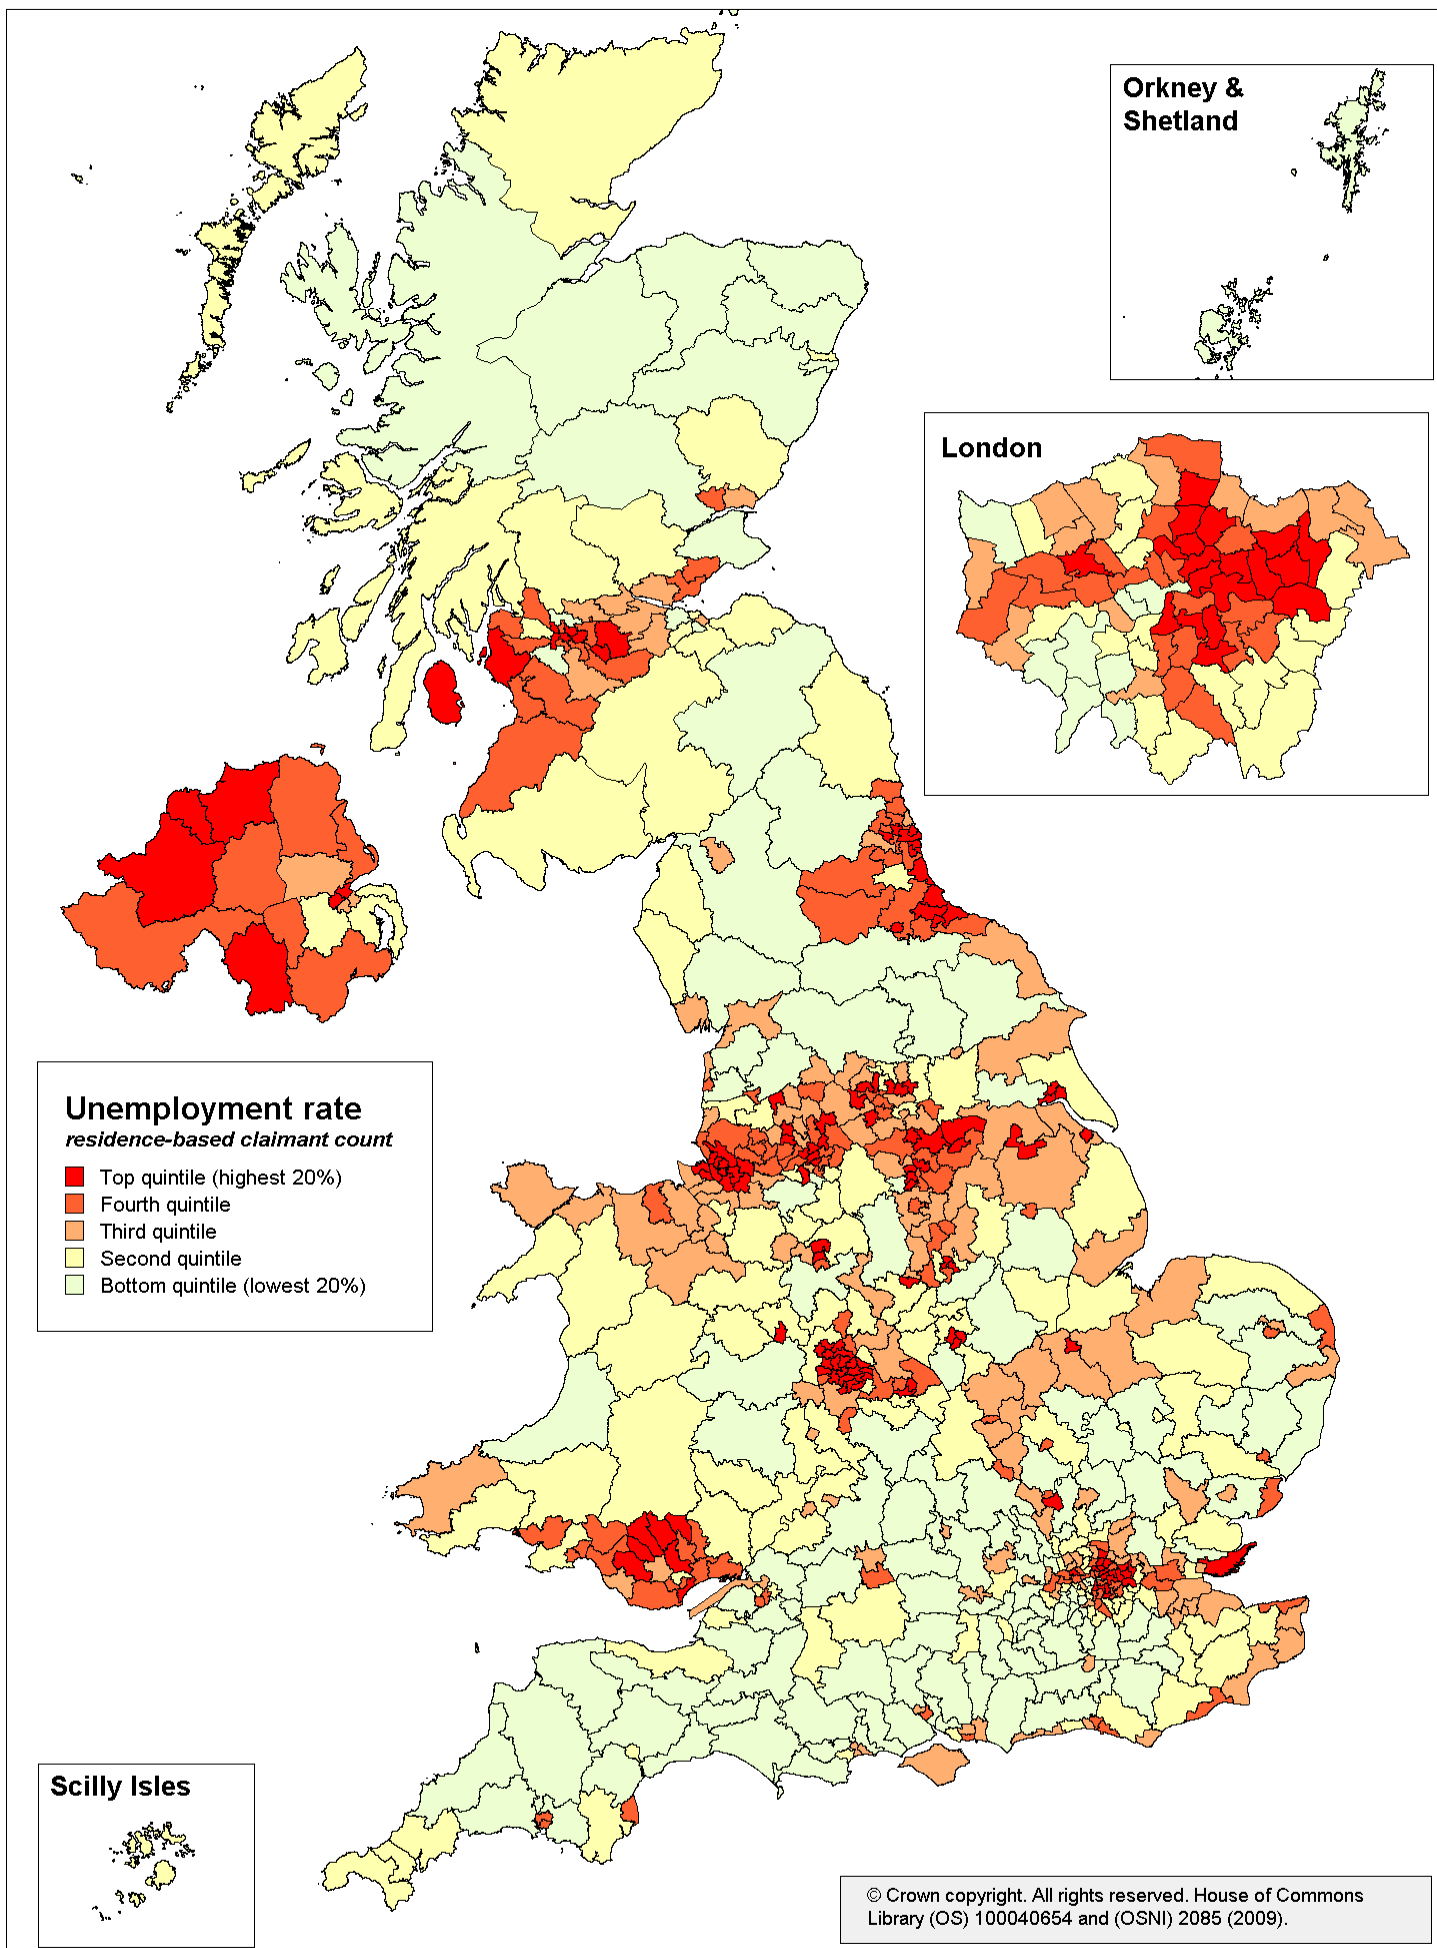 Orkney &
Shetland
London
Unemployment rate
residence-based claimant count
Top quintile (highest 20%)
Fourth quintile
Third quintile
Second quintile
Bottom quintile (lowest 20%)
Scilly Isles
© Crown copyright. All rights reserved. House of Commons
Library (OS) 100040654 and (OSNI) 2085 (2009).